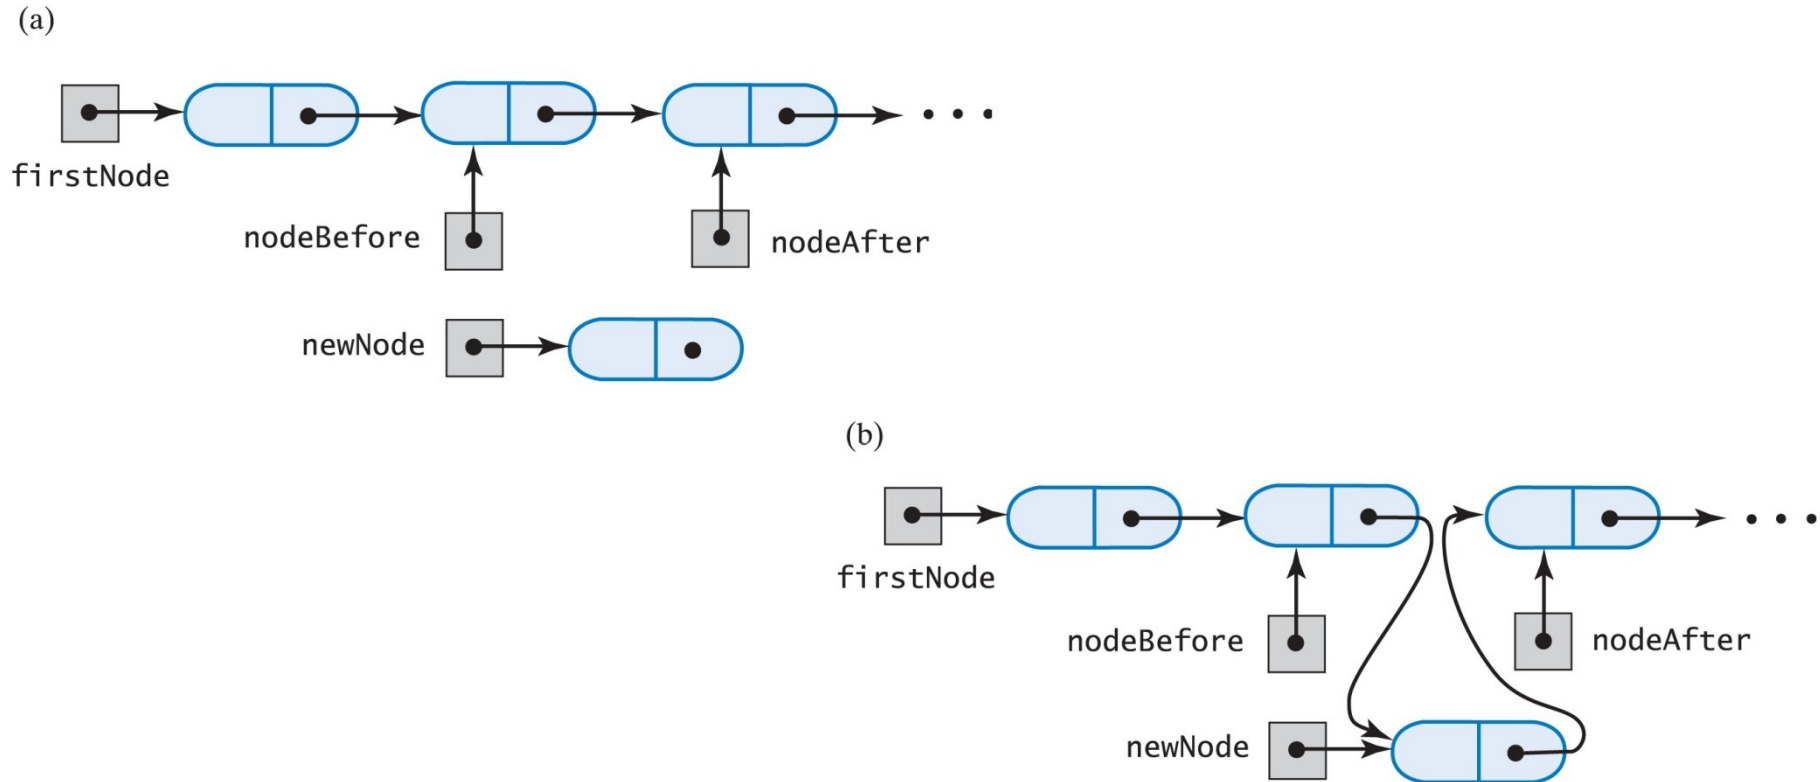 (a)
firstNode
nodeBefore
nodeAfter
newNode
(b)
firstNode
nodeBefore
nodeAfter
newNode